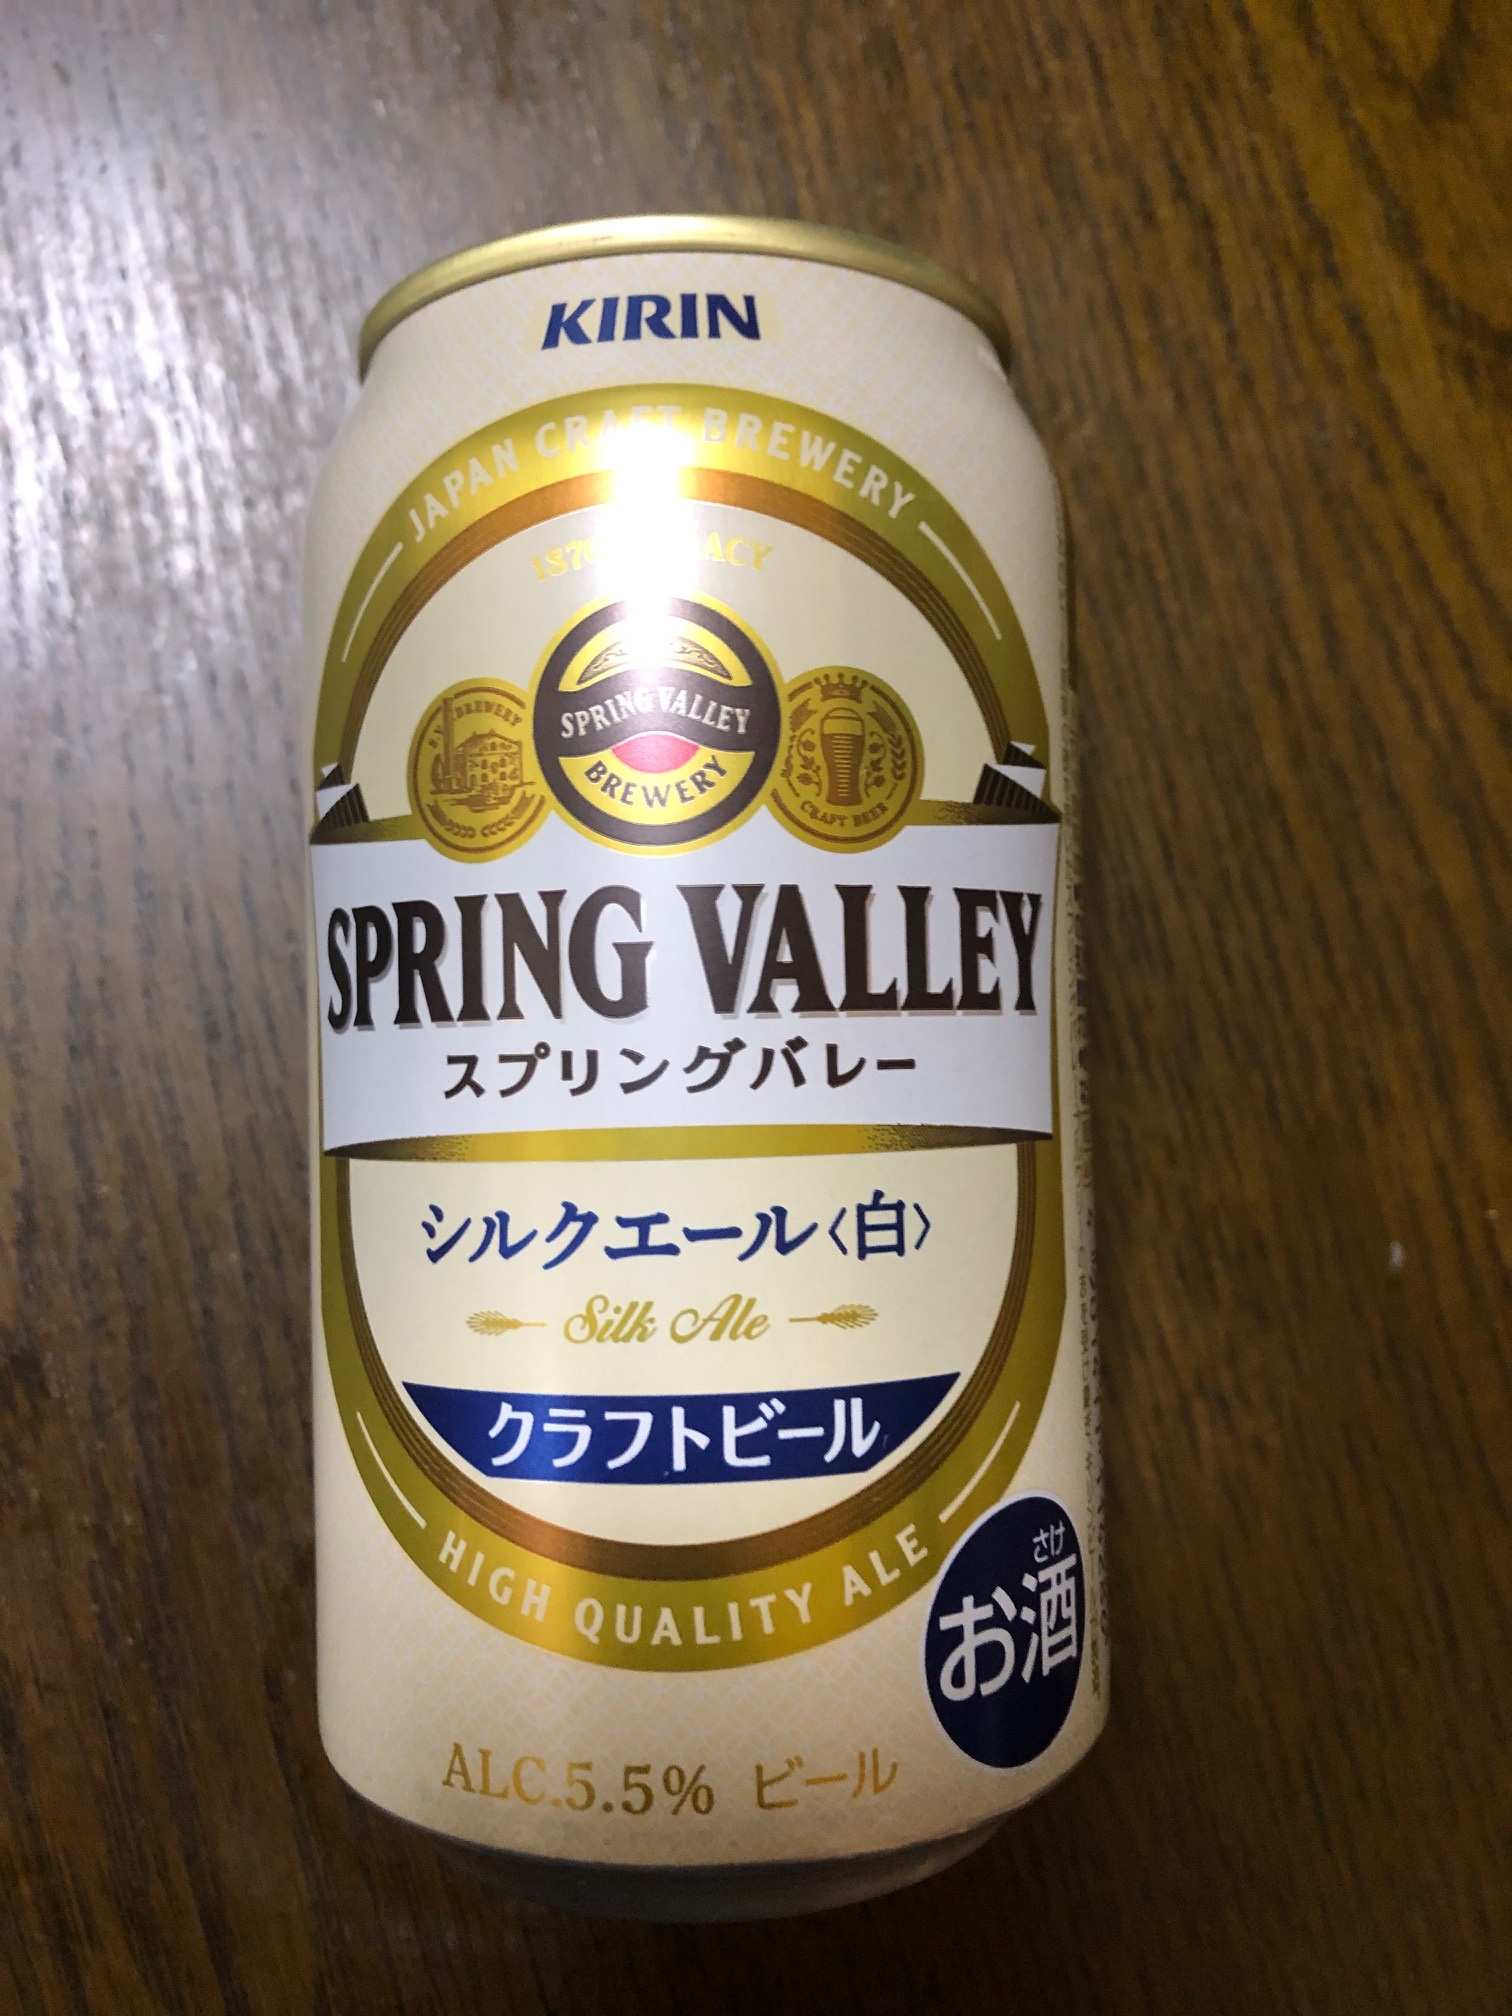 KIRIN
JAPAN CRAFT BREWERY
S.V. BREWERY
SPRING VALLEY
BREWERY
CRAFT BEER
SPRING VALLEY
スプリングバレー
シルクエール〈白〉
Silk Ale
クラフトビール
HIGH QUALITY ALE
さけ
お酒
ALC.5.5% ビール